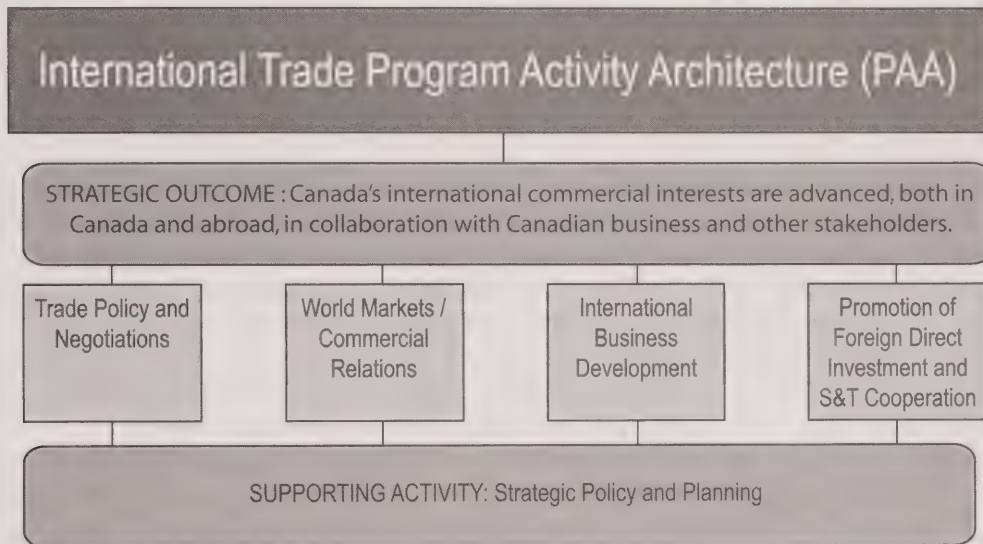 International Trade Program Activity Architecture (PAA)
STRATEGIC OUTCOME : Canada's international commercial interests are advanced, both in
Canada and abroad, in collaboration with Canadian business and other stakeholders.
Trade Policy and
Negotiations
World Markets /
Commercial
Relations
International
Business
Development
Promotion of
Foreign Direct
Investment and
S&T Cooperation
SUPPORTING ACTIVITY: Strategic Policy and Planning